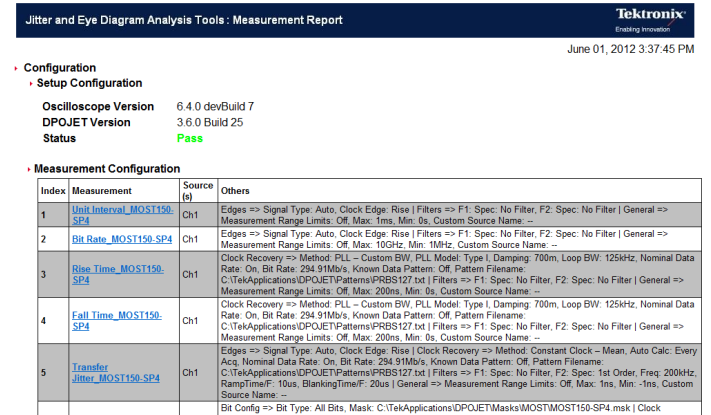 Jitter and Eye Diagram Analysis Tools : Measurement Report
Tektronix
Enabling Innovation
June 01, 2012 3:37:45 PM
Configuration
Setup Configuration
Oscilloscope Version 6.4.0 devBuild 7
DPOJET Version 3.6.0 Build 25
Status Pass
Measurement Configuration
Index Measurement Source (s) Others
1 Unit Interval_MOST150-SP4 Ch1 Edges => Signal Type: Auto, Clock Edge: Rise | Filters => F1: Spec: No Filter, F2: Spec: No Filter | General =>
Measurement Range Limits: Off, Max: 1ms, Min: 0s, Custom Source Name: --
2 Bit Rate_MOST150-SP4 Ch1 Edges => Signal Type: Auto, Clock Edge: Rise | Filters => F1: Spec: No Filter, F2: Spec: No Filter | General =>
Measurement Range Limits: Off, Max: 10GHz, Min: 1MHz, Custom Source Name: --
3 Rise Time_MOST150-SP4 Ch1 Clock Recovery => Method: PLL – Custom BW, PLL Model: Type I, Damping: 700m, Loop BW: 125kHz, Nominal Data
Rate: On, Bit Rate: 294.91Mb/s, Known Data Pattern: Off, Pattern Filename:
C:\TekApplications\DPOJET\Patterns\PRBS127.txt | Filters => F1: Spec: No Filter, F2: Spec: No Filter | General =>
Measurement Range Limits: Off, Max: 200ns, Min: 0s, Custom Source Name: --
4 Fall Time_MOST150-SP4 Ch1 Clock Recovery => Method: PLL – Custom BW, PLL Model: Type I, Damping: 700m, Loop BW: 125kHz, Nominal Data
Rate: On, Bit Rate: 294.91Mb/s, Known Data Pattern: Off, Pattern Filename:
C:\TekApplications\DPOJET\Patterns\PRBS127.txt | Filters => F1: Spec: No Filter, F2: Spec: No Filter | General =>
Measurement Range Limits: Off, Max: 200ns, Min: 0s, Custom Source Name: --
5 Transfer Jitter_MOST150-SP4 Ch1 Edges => Signal Type: Auto, Clock Edge: Rise | Clock Recovery => Method: Constant Clock – Mean, Auto Calc: Every
Acq, Nominal Data Rate: On, Bit Rate: 294.91Mb/s, Known Data Pattern: Off, Pattern Filename:
C:\TekApplications\DPOJET\Patterns\PRBS127.txt | Filters => F1: Spec: No Filter, F2: Spec: 1st Order, Freq: 200kHz,
RampTime/F: 10us, BlankingTime/F: 20us | General => Measurement Range Limits: Off, Max: 1ns, Min: -1ns, Custom
Source Name: --
Bit Config => Bit Type: All Bits, Mask: C:\TekApplications\DPOJET\Masks\MOST\MOST150-SP4.msk | Clock